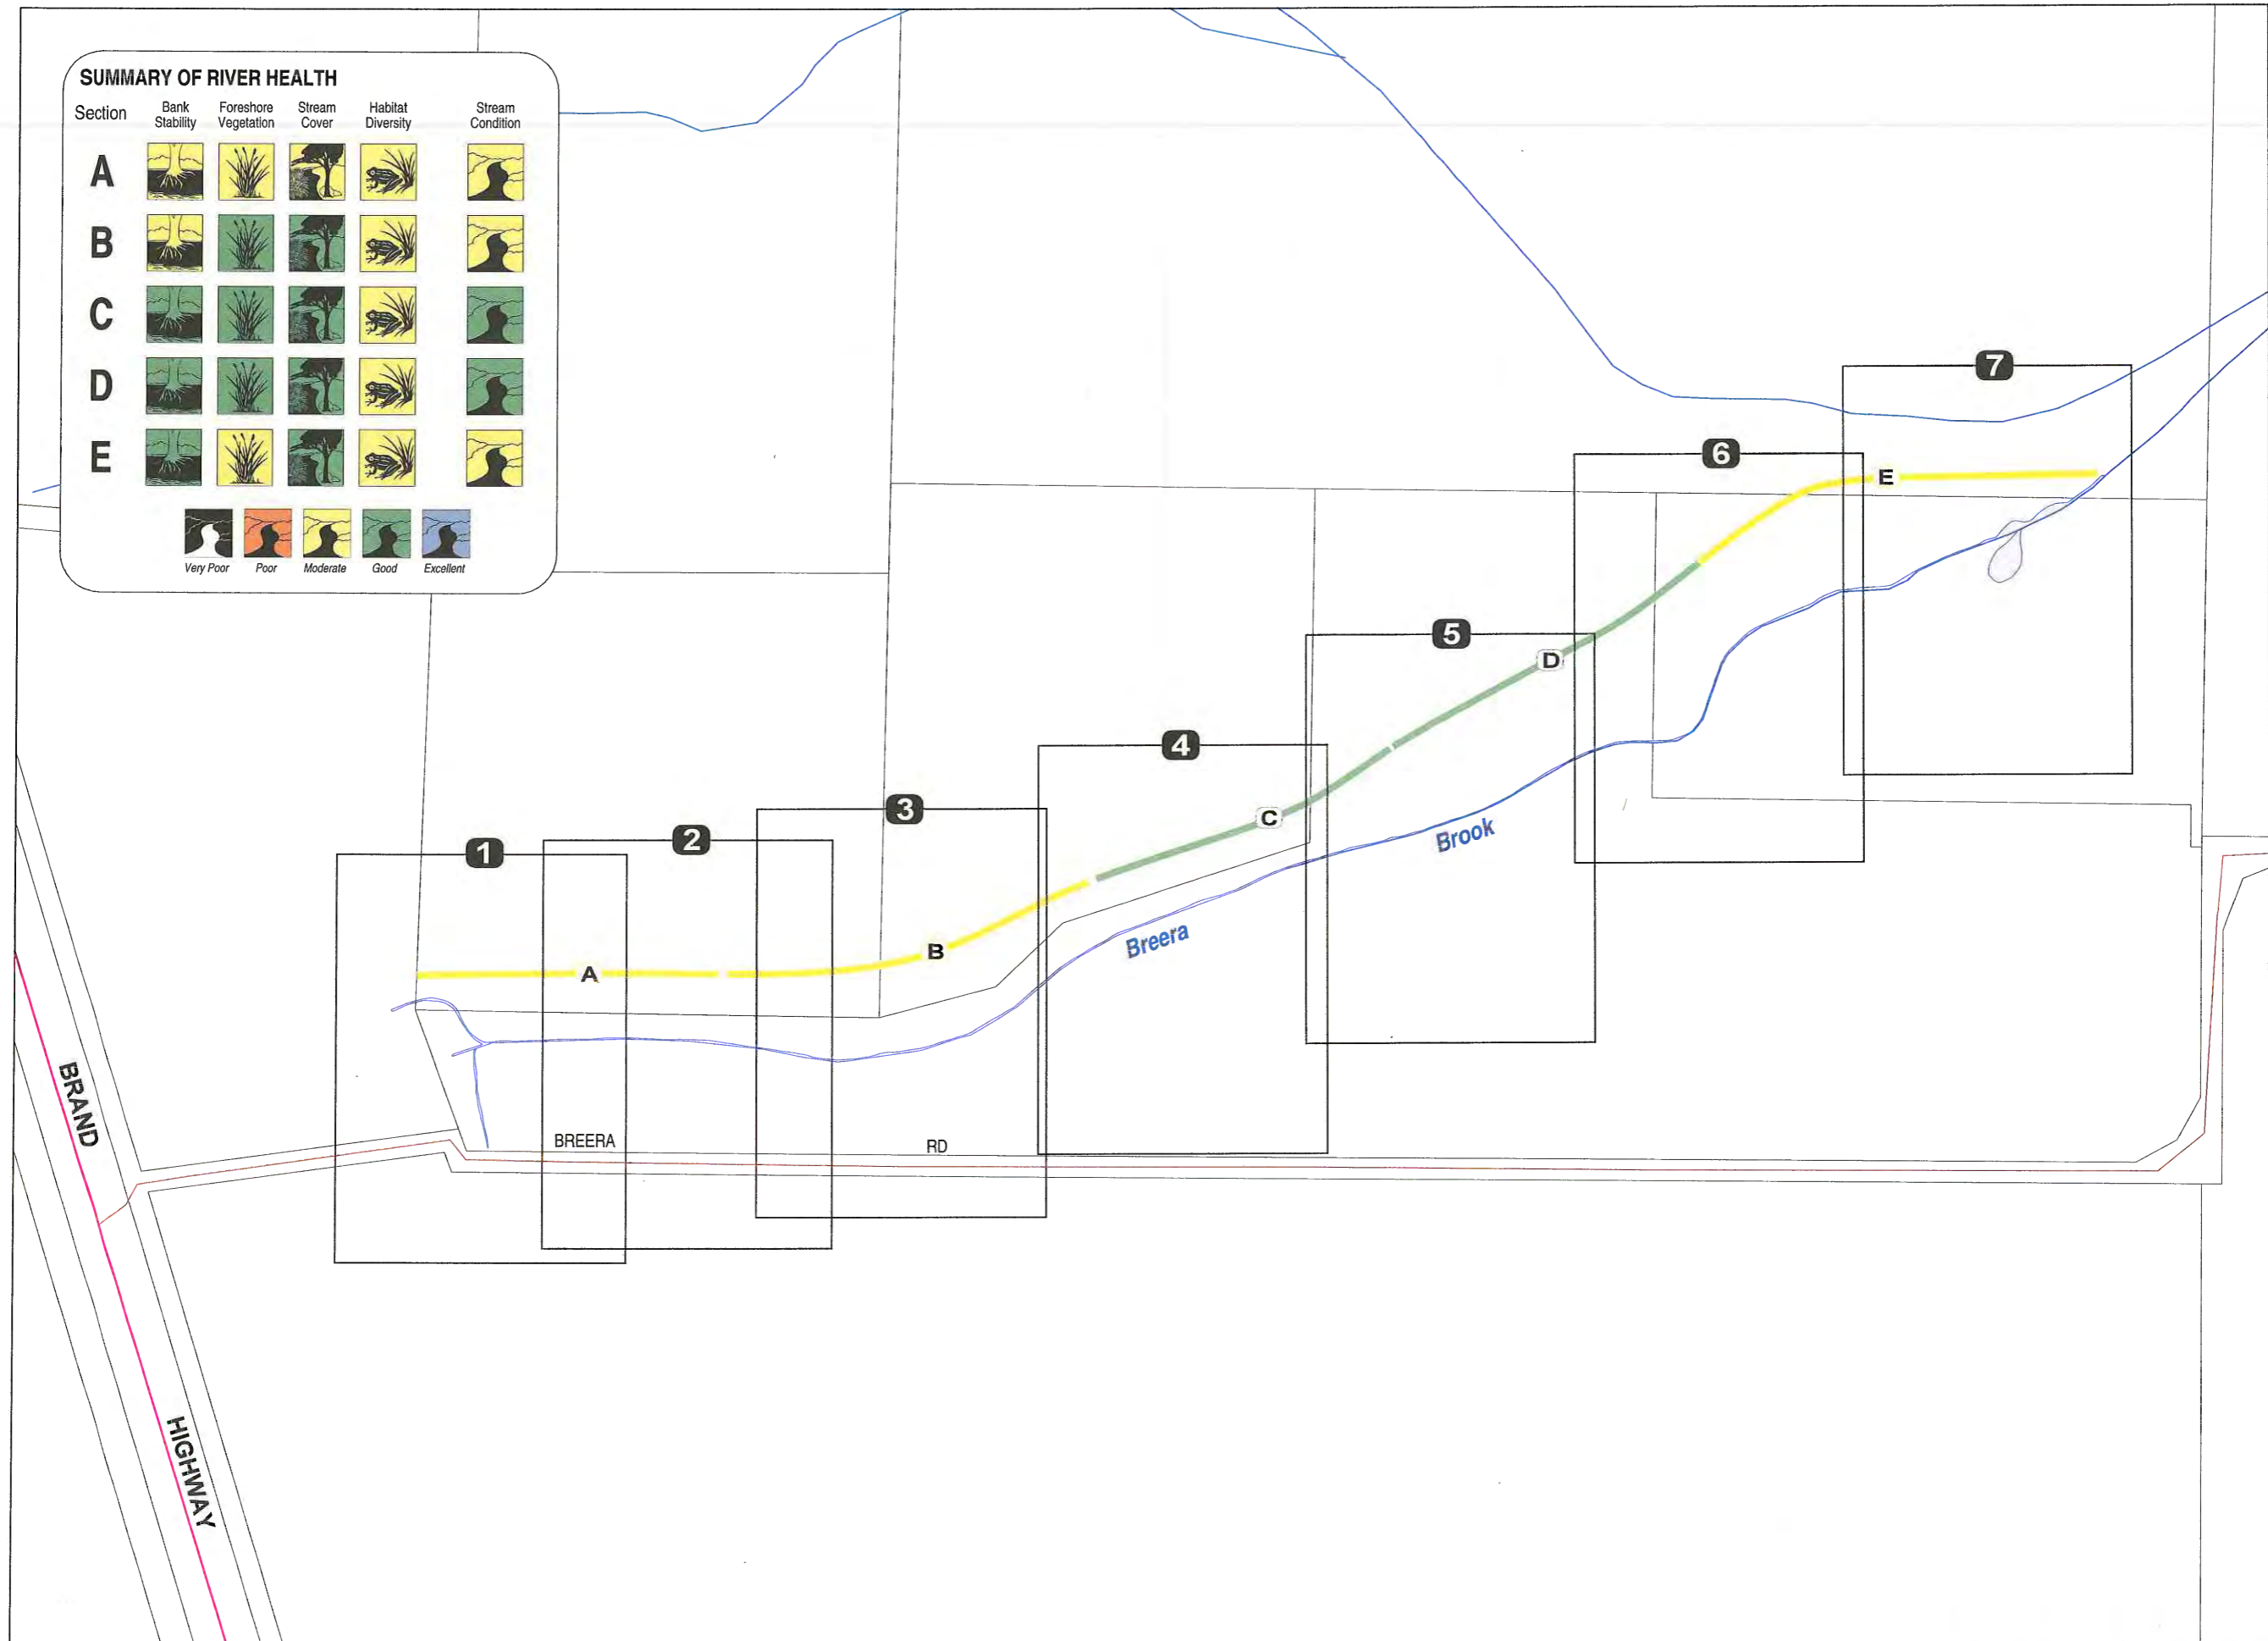 SUMMARY OF RIVER HEALTH
Section Bank Stability Foreshore Vegetation Stream Cover Habitat Diversity Stream Condition
A
B
C
D
E
Very Poor Poor Moderate Good Excellent
7
6
E
5
D
4
C
3
Brook
2
1
Breera
B
A
BRAND
BREERA
RD
HIGHWAY